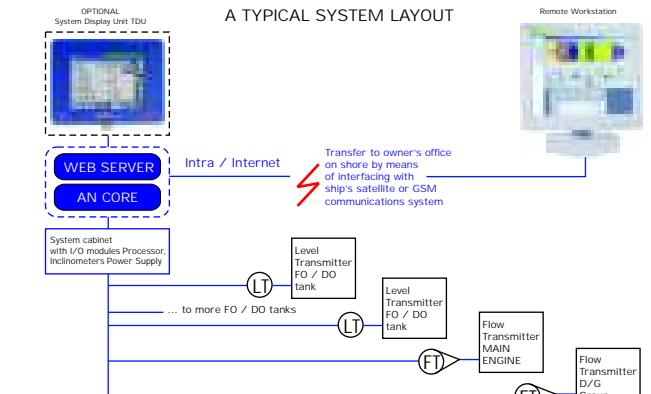 OPTIONAL
System Display Unit TDU
A TYPICAL SYSTEM LAYOUT
Remote Workstation
WEB SERVER
AN CORE
Intra / Internet
Transfer to owner's office
on shore by means
of interfacing with
ship's satellite or GSM
communications system
System cabinet
with I/O modules Processor,
Inclinometers Power Supply
LT
Level
Transmitter
FO / DO
tank
... to more FO / DO tanks
LT
Level
Transmitter
FO / DO
tank
FT
Flow
Transmitter
MAIN
ENGINE
FT
Flow
Transmitter
D/G
Group